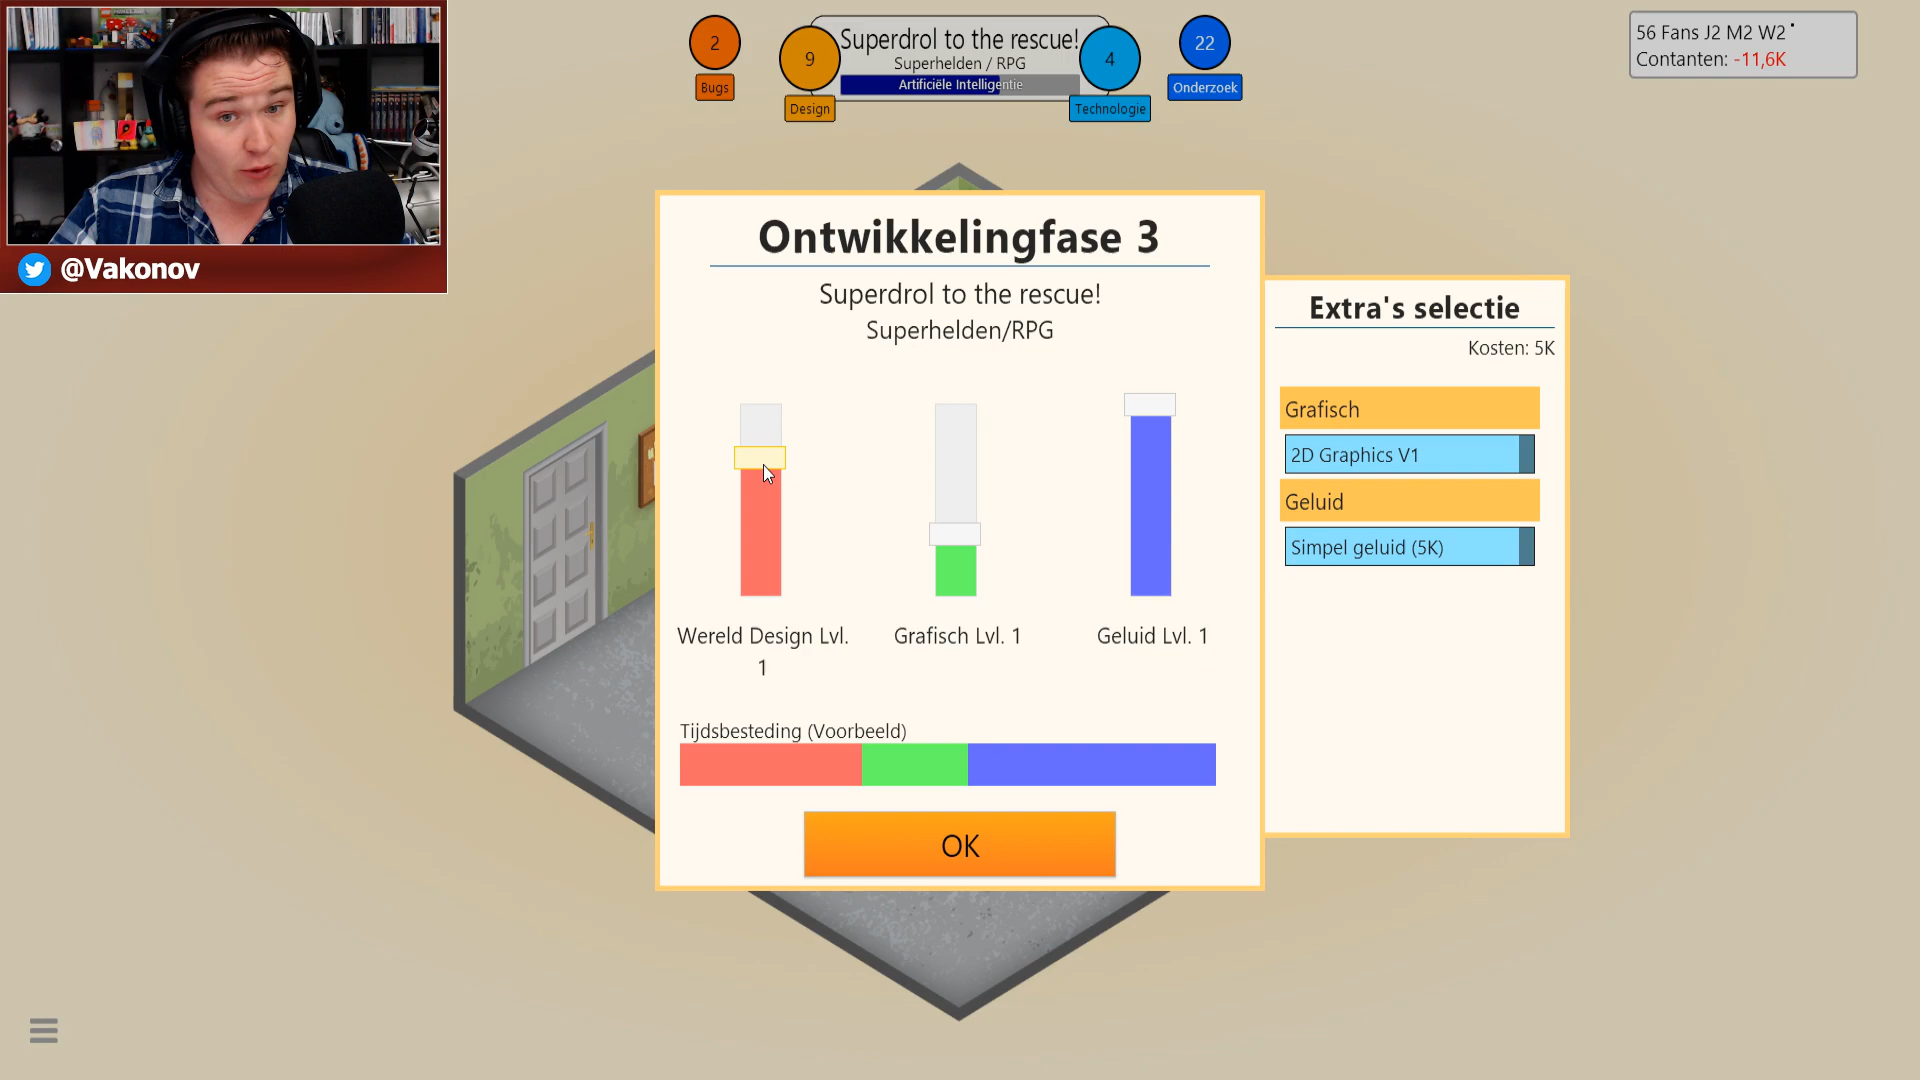 @Vakonov
2
Bugs
9
Design
Superdrol to the rescue!
Superhelden / RPG
Artificiële Intelligentie
4
Technologie
22
Onderzoek
56 Fans J2 M2 W2
Contanten: -11,6K
Ontwikkelingfase 3
Superdrol to the rescue!
Superhelden/RPG
Wereld Design Lvl.
1
Grafisch Lvl. 1
Geluid Lvl. 1
Tijdsbesteding (Voorbeeld)
OK
Extra's selectie
Kosten: 5K
Grafisch
2D Graphics V1
Geluid
Simpel geluid (5K)